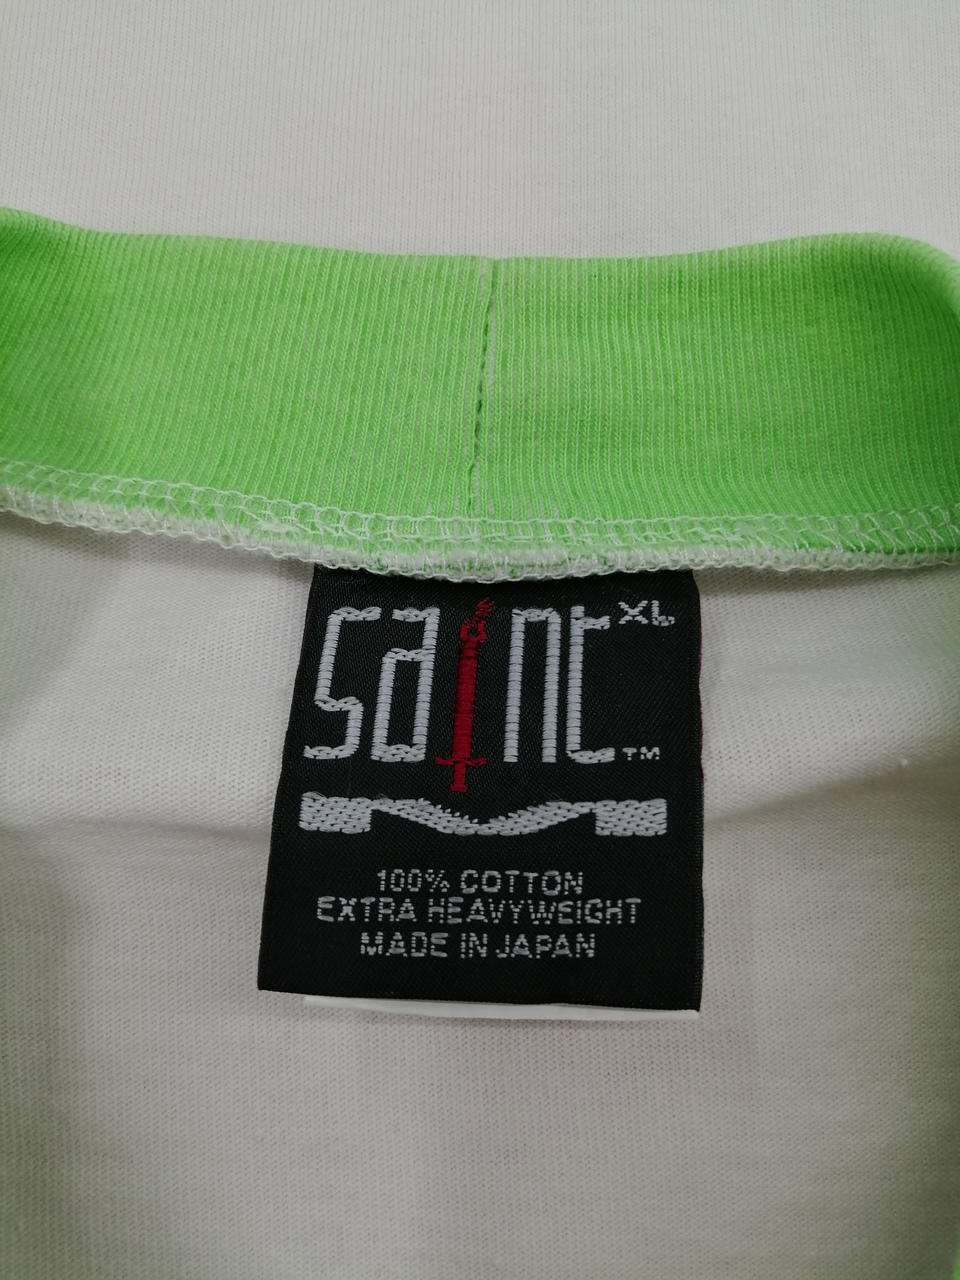 saint XL
TM
100% COTTON
EXTRA HEAVYWEIGHT
MADE IN JAPAN